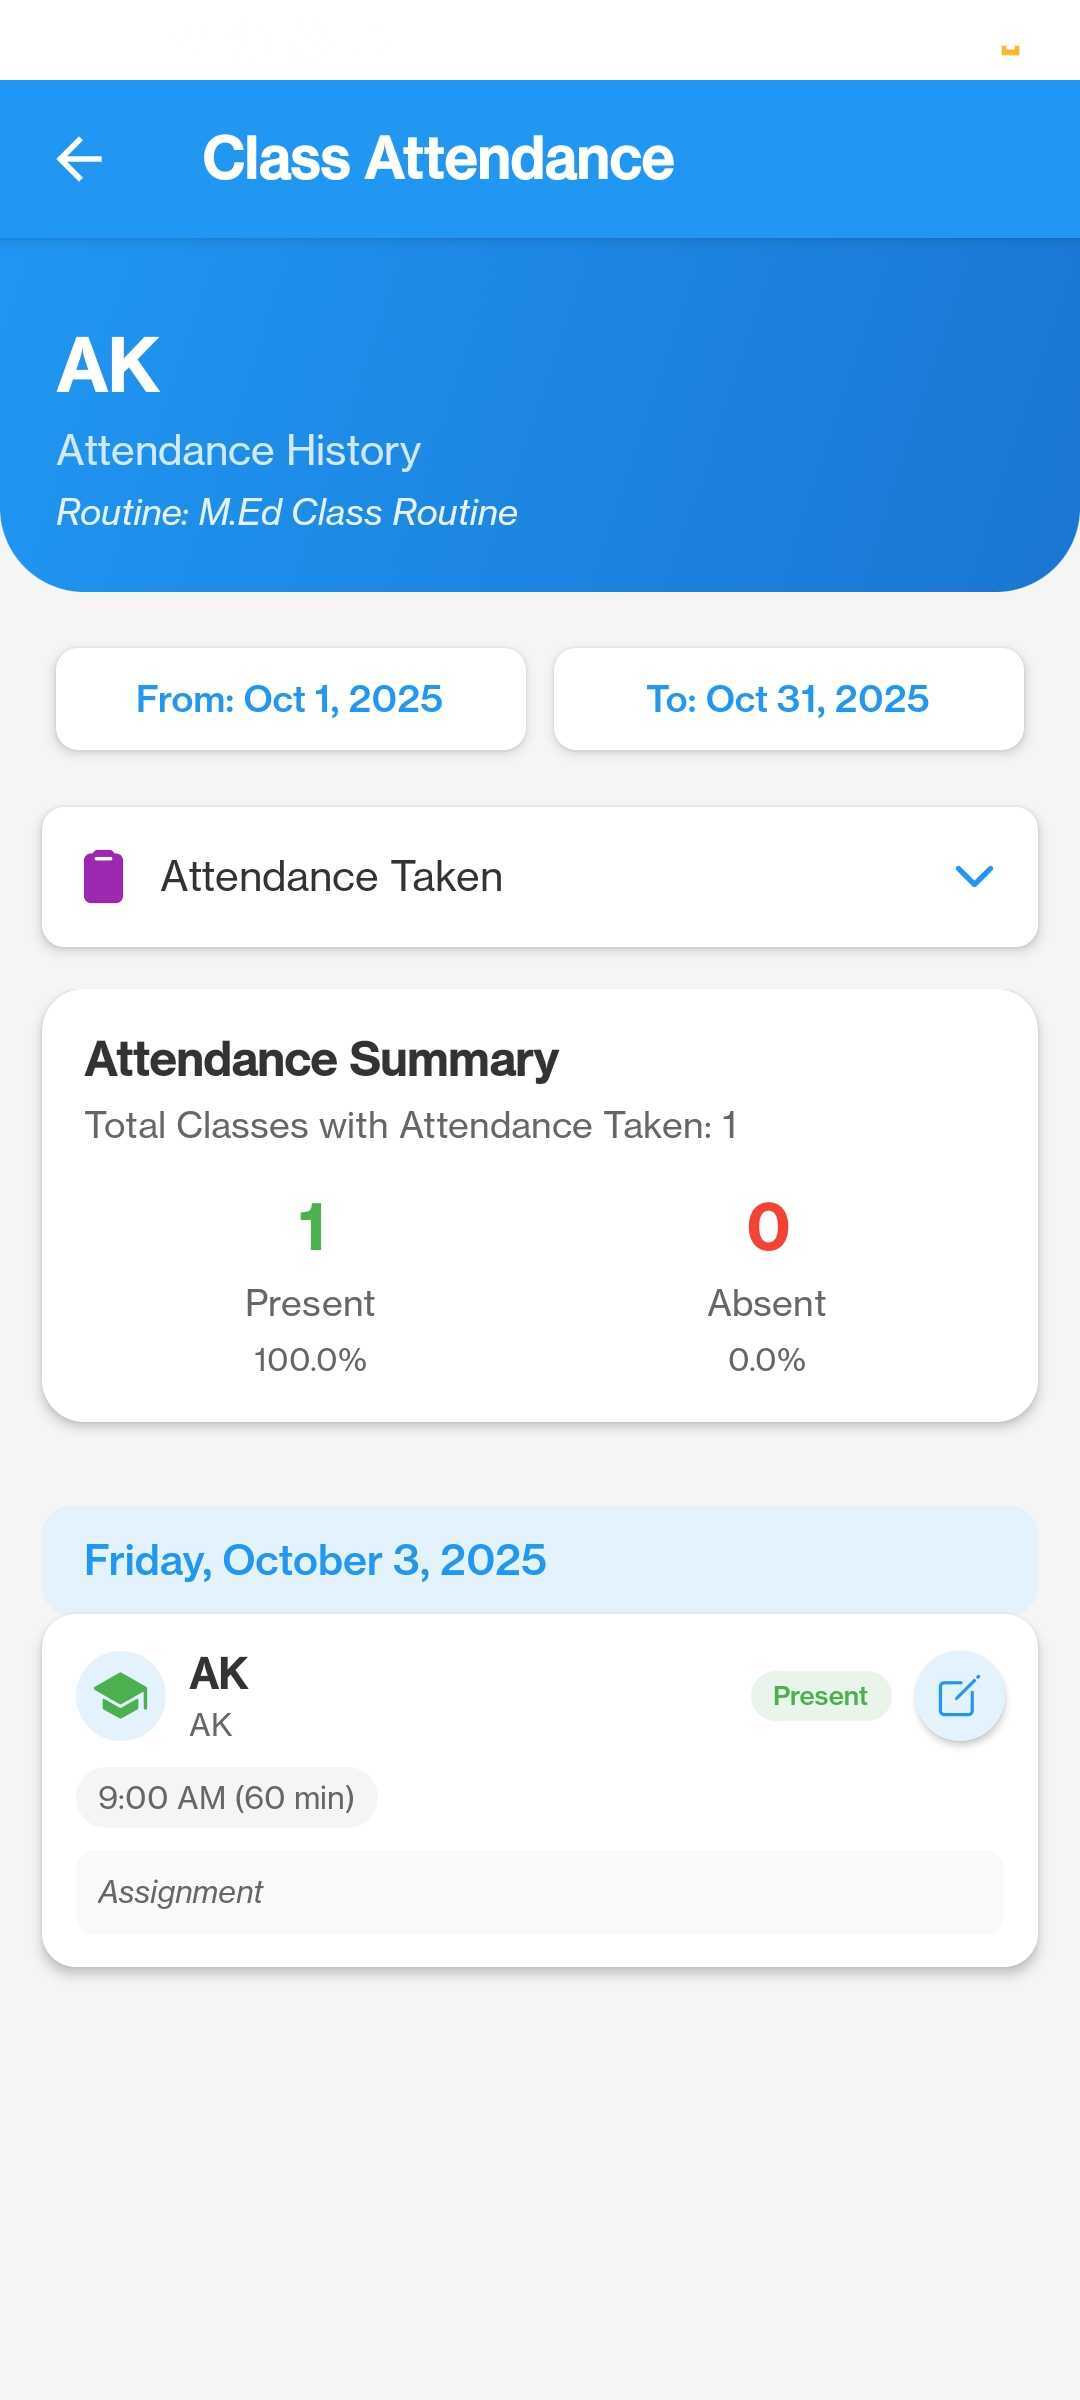 Class Attendance
AK
Attendance History
Routine: M.Ed Class Routine
From: Oct 1, 2025
To: Oct 31, 2025
Attendance Taken
Attendance Summary
Total Classes with Attendance Taken: 1
1
0
Present
Absent
100.0%
0.0%
Friday, October 3, 2025
AK
Present
AK
9:00 AM (60 min)
Assignment